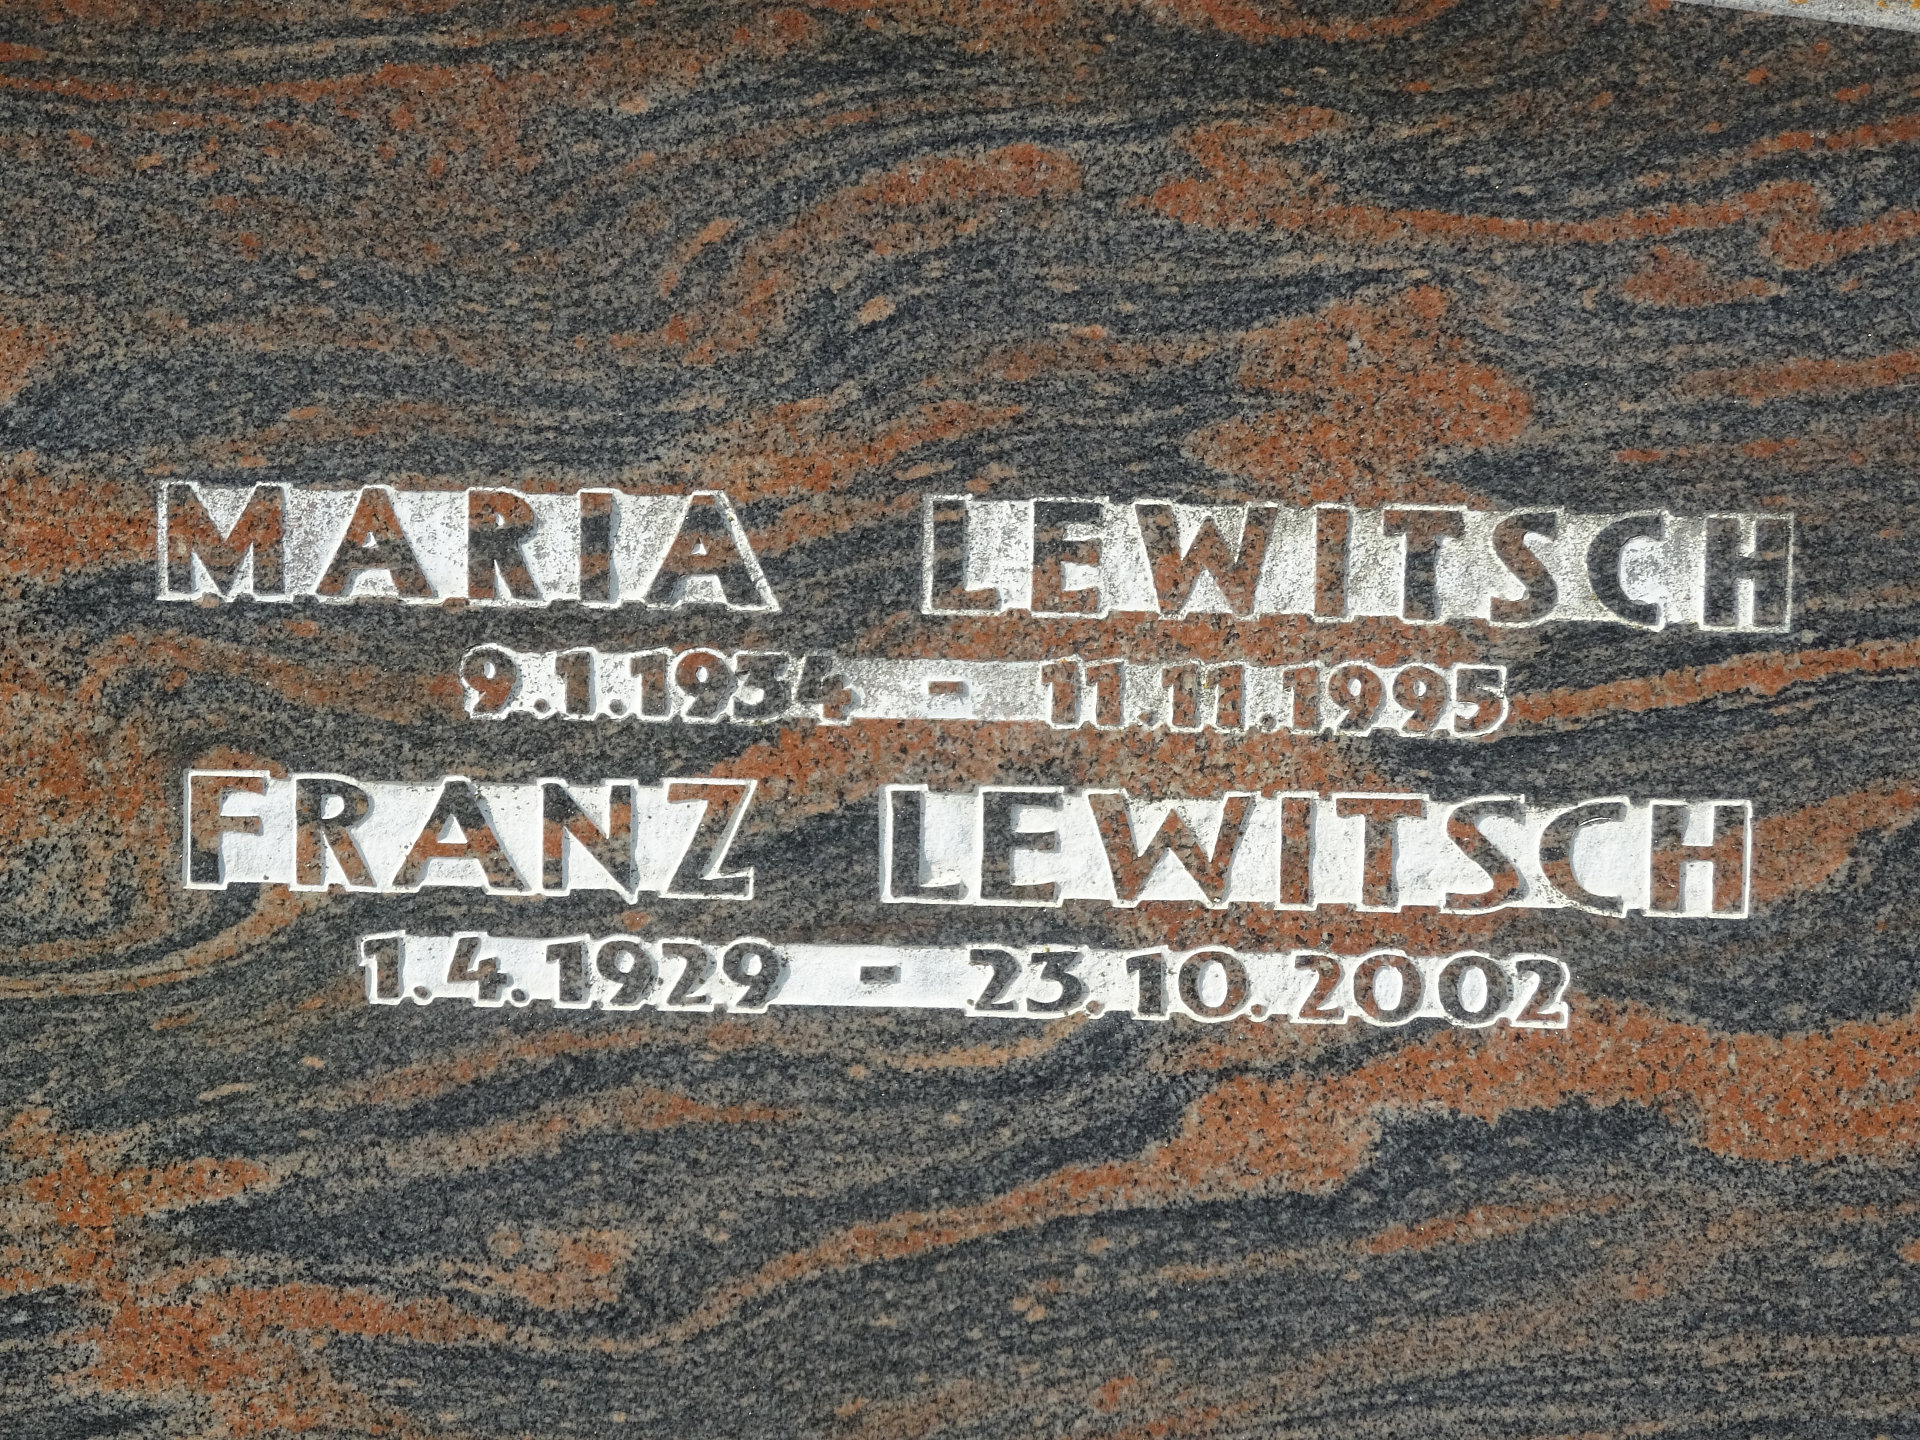 MARIA LEWITSCH
9.1.1934 - 11.11.1995
FRANZ LEWITSCH
1.4.1929 - 23.10.2002